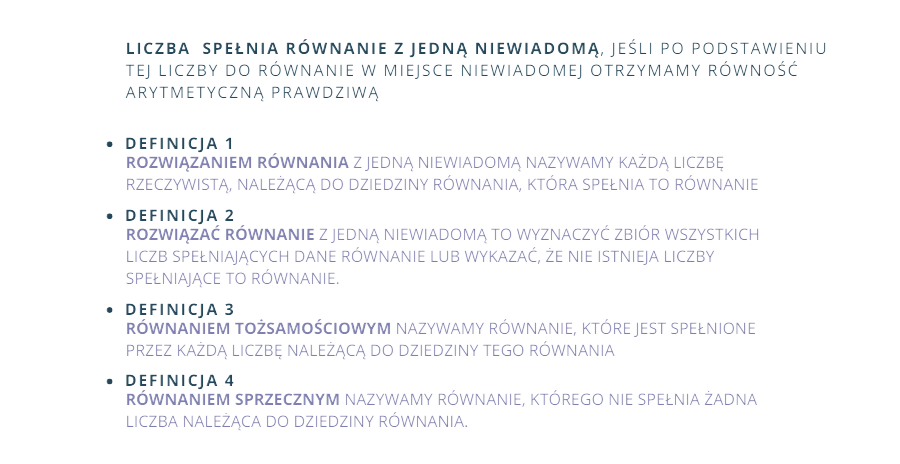 LICZBA SPEŁNIA RÓWNANIE Z JEDNĄ NIEWIADOMĄ, JEŚLI PO PODSTAWIENIU
TEJ LICZBY DO RÓWNANIE W MIEJSCE NIEWIADOMEJ OTRZYMAMY RÓWNOŚĆ
ARYTMETYCZNĄ PRAWDZIWĄ
• DEFINICJA 1
ROZWIĄZANIEM RÓWNANIA Z JEDNĄ NIEWIADOMĄ NAZYWAMY KAŻDĄ LICZBĘ
RZECZYWISTĄ, NALEŻĄCĄ DO DZIEDZINY RÓWNANIA, KTÓRA SPEŁNIA TO RÓWNANIE
• DEFINICJA 2
ROZWIĄZAĆ RÓWNANIE Z JEDNĄ NIEWIADOMĄ TO WYZNACZYĆ ZBIÓR WSZYSTKICH
LICZB SPEŁNIAJĄCYCH DANE RÓWNANIE LUB WYKAZAĆ, ŻE NIE ISTNIEJA LICZBY
SPEŁNIAJĄCE TO RÓWNANIE.
• DEFINICJA 3
RÓWNANIEM TOŻSAMOŚCIOWYM NAZYWAMY RÓWNANIE, KTÓRE JEST SPEŁNIONE
PRZEZ KAŻDĄ LICZBĘ NALEŻĄCĄ DO DZIEDZINY TEGO RÓWNANIA
• DEFINICJA 4
RÓWNANIEM SPRZECZNYM NAZYWAMY RÓWNANIE, KTÓREGO NIE SPEŁNIA ŻADNA
LICZBA NALEŻĄCA DO DZIEDZINY RÓWNANIA.